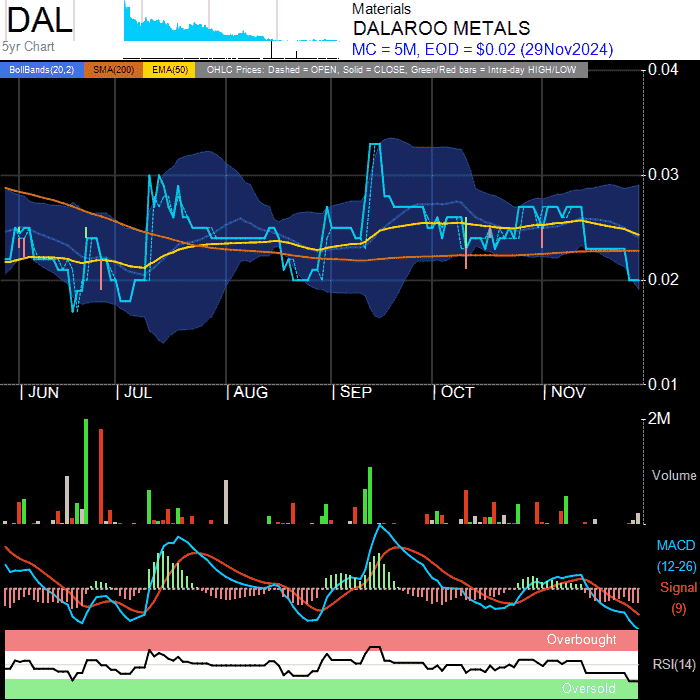 DAL
5yr Chart
Materials
DALAROO METALS
MC = 5M, EOD = $0.02 (29Nov2024)
BollBands(20,2) SMA(200) EMA(50) OHLC Prices: Dashed = OPEN, Solid = CLOSE, Green/Red bars = Intra-day HIGH/LOW
0.04
0.03
0.02
0.01
| JUN | JUL | AUG | SEP | OCT | NOV
2M
Volume
MACD
(12-26)
Signal
(9)
Overbought
RSI(14)
Oversold